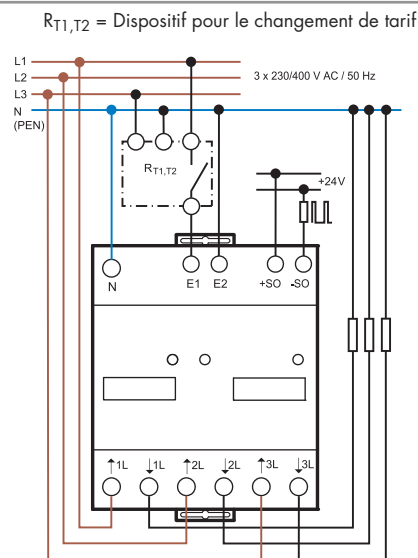 RT1,T2 = Dispositif pour le changement de tarif
L1
L2
3 x 230/400 V AC / 50 Hz
L3
N
(PEN)
RT1,T2
+24V
N
E1
E2
+SO
-SO
↑1L
↓1L
↑2L
↓2L
↑3L
↓3L